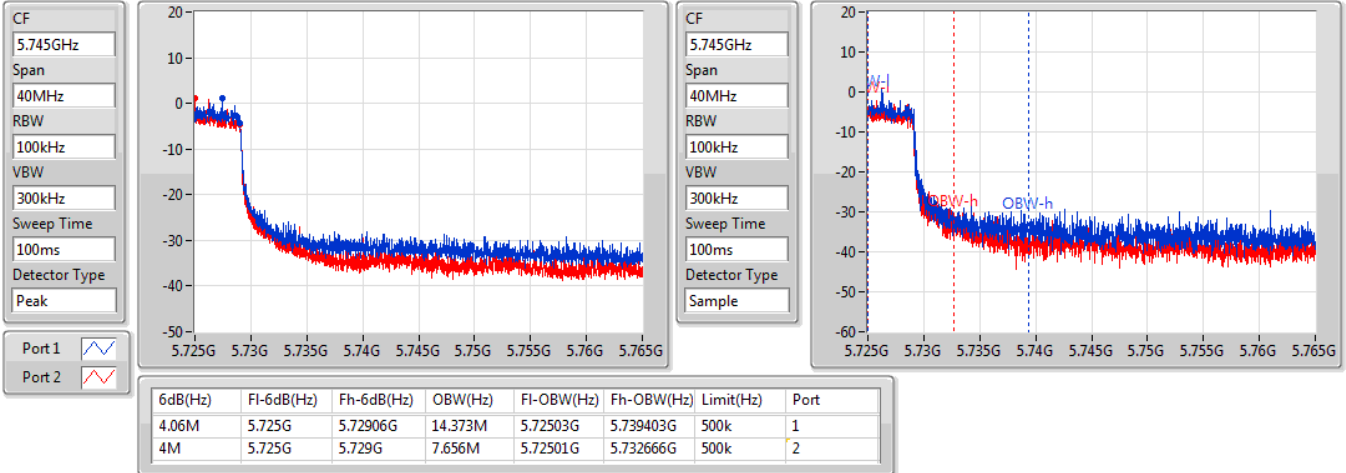 CF
5.745GHz
Span
40MHz
RBW
100kHz
VBW
300kHz
Sweep Time
100ms
Detector Type
Peak
Port 1
Port 2
20
10
0
-10
-20
-30
-40
-50
5.725G 5.73G 5.735G 5.74G 5.745G 5.75G 5.755G 5.76G 5.765G
CF
5.745GHz
Span
40MHz
RBW
100kHz
VBW
300kHz
Sweep Time
100ms
Detector Type
Sample
20
10
0
-10
-20
-30
-40
-50
-60
W-l
OBW-h OBW-h
5.725G 5.73G 5.735G 5.74G 5.745G 5.75G 5.755G 5.76G 5.765G
6dB(Hz) Fl-6dB(Hz) Fh-6dB(Hz) OBW(Hz) Fl-OBW(Hz) Fh-OBW(Hz) Limit(Hz) Port
4.06M 5.725G 5.72906G 14.373M 5.72503G 5.739403G 500k 1
4M 5.725G 5.729G 7.656M 5.72501G 5.732666G 500k 2